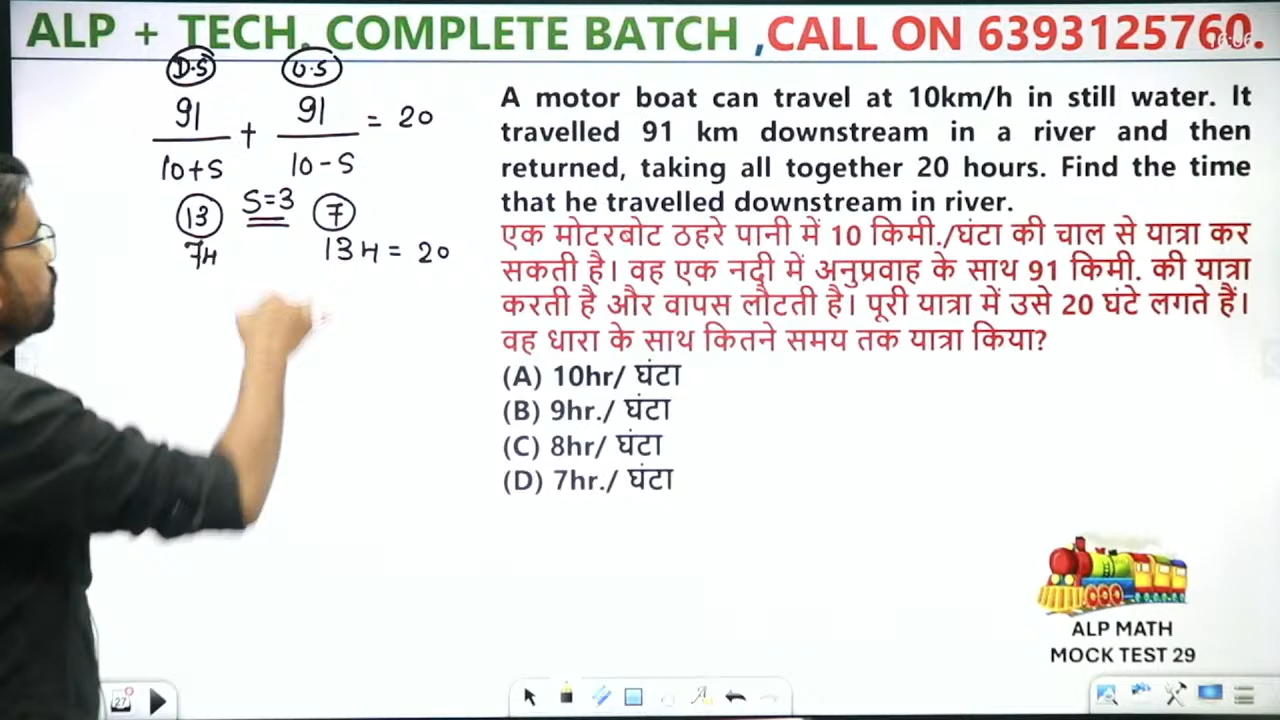 ALP + TECH. COMPLETE BATCH ,CALL ON 6393125760.
16:06
D.S U.S
91/10+S + 91/10-S = 20
13 S=3 7
7H 13H = 20
A motor boat can travel at 10km/h in still water. It
travelled 91 km downstream in a river and then
returned, taking all together 20 hours. Find the time
that he travelled downstream in river.
एक मोटरबोट ठहरे पानी में 10 किमी./घंटा की चाल से यात्रा कर
सकती है। वह एक नदी में अनुप्रवाह के साथ 91 किमी. की यात्रा
करती है और वापस लौटती है। पूरी यात्रा में उसे 20 घंटे लगते हैं।
वह धारा के साथ कितने समय तक यात्रा किया?
(A) 10hr/ घंटा
(B) 9hr./ घंटा
(C) 8hr/ घंटा
(D) 7hr./ घंटा
ALP MATH
MOCK TEST 29
27